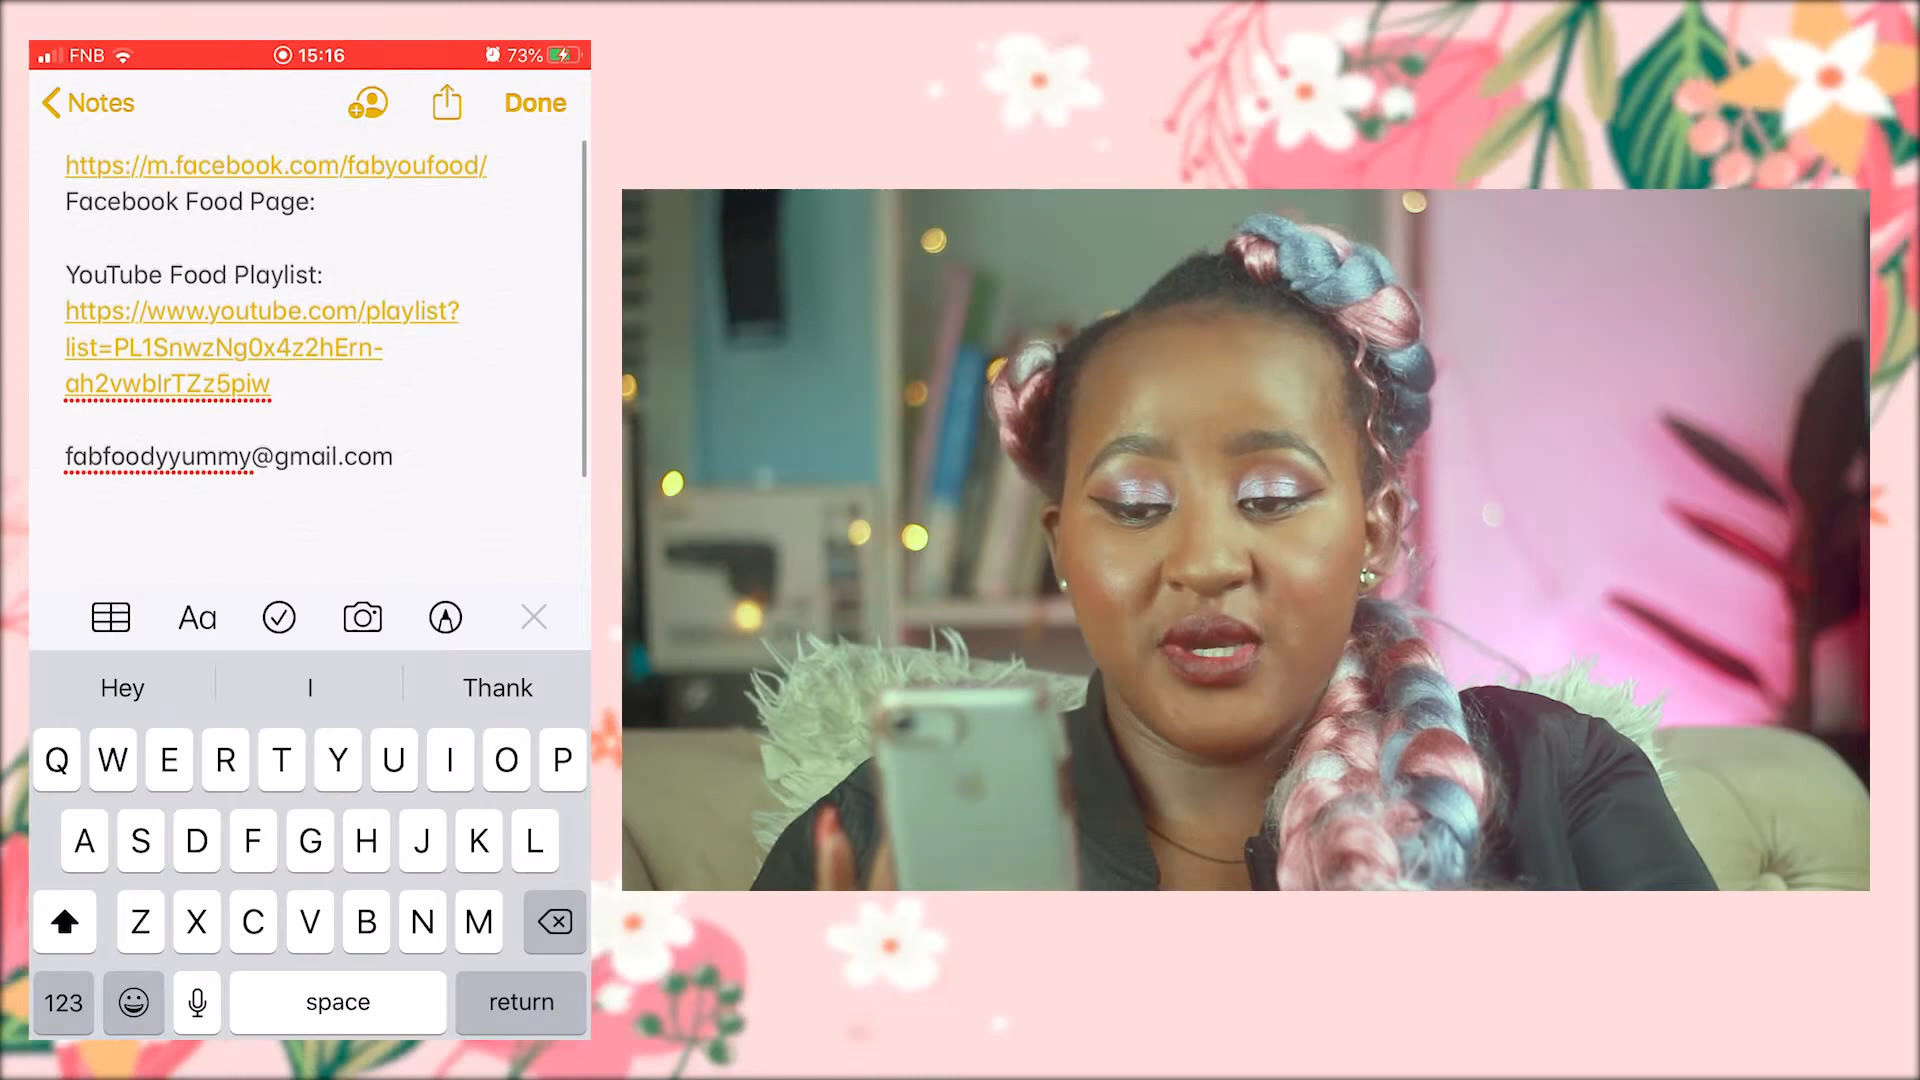 FNB 15:16 73%
Notes Done
https://m.facebook.com/fabyoufood/
Facebook Food Page:
YouTube Food Playlist:
https://www.youtube.com/playlist?
list=PL1SnwzNg0x4z2hErn-
ah2vwblrTZz5piw
fabfoodyyummy@gmail.com
Aa
Hey I Thank
Q W E R T Y U I O P
A S D F G H J K L
Z X C V B N M
123 space return